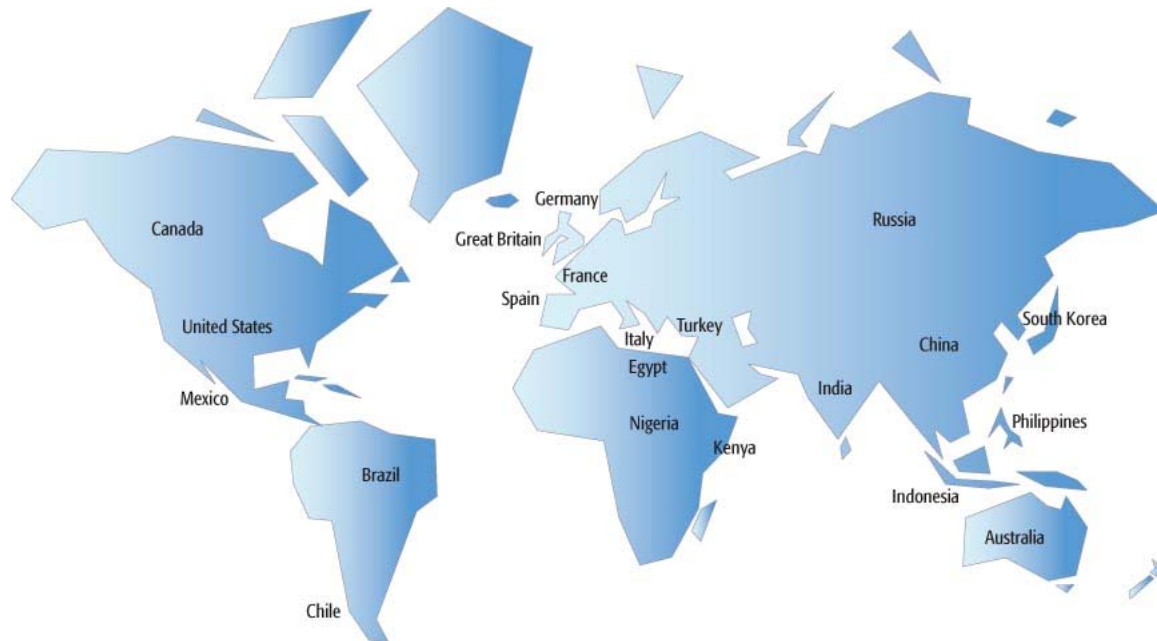 Germany
Canada
Russia
Great Britain
France
Spain
South Korea
United States
Turkey
Italy
China
Egypt
India
Mexico
Philippines
Nigeria
Kenya
Brazil
Indonesia
Australia
Chile